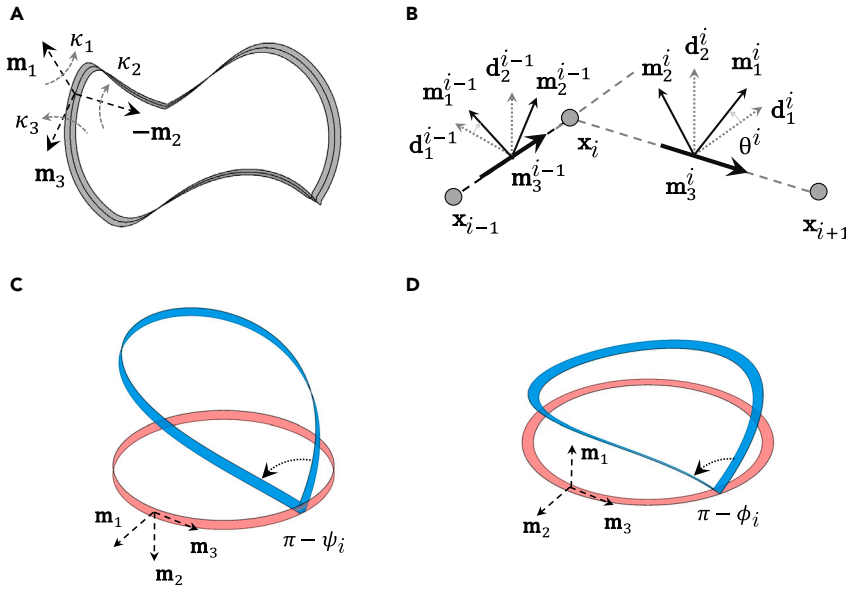 A
κ₁
κ₂
m₁
κ₃
−m₂
m₃
B
d₂ⁱ⁻¹
m₁ⁱ⁻¹
m₂ⁱ⁻¹
d₁ⁱ⁻¹
m₃ⁱ⁻¹
xᵢ₋₁
xᵢ
d₂ⁱ
m₂ⁱ
m₁ⁱ
d₁ⁱ
θⁱ
m₃ⁱ
xᵢ₊₁
C
m₁
m₃
m₂
π − ψᵢ
D
m₁
m₂
m₃
π − ϕᵢ